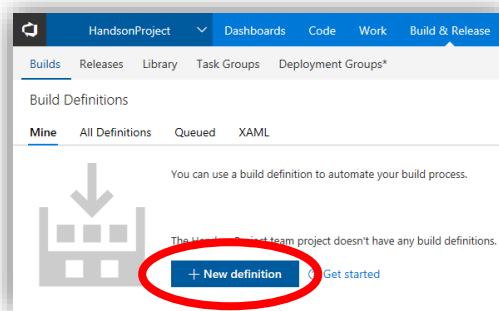 HandsonProject Dashboards Code Work Build & Release
Builds Releases Library Task Groups Deployment Groups*
Build Definitions
Mine All Definitions Queued XAML
You can use a build definition to automate your build process.
The HandsonProject team project doesn't have any build definitions.
+ New definition Get started